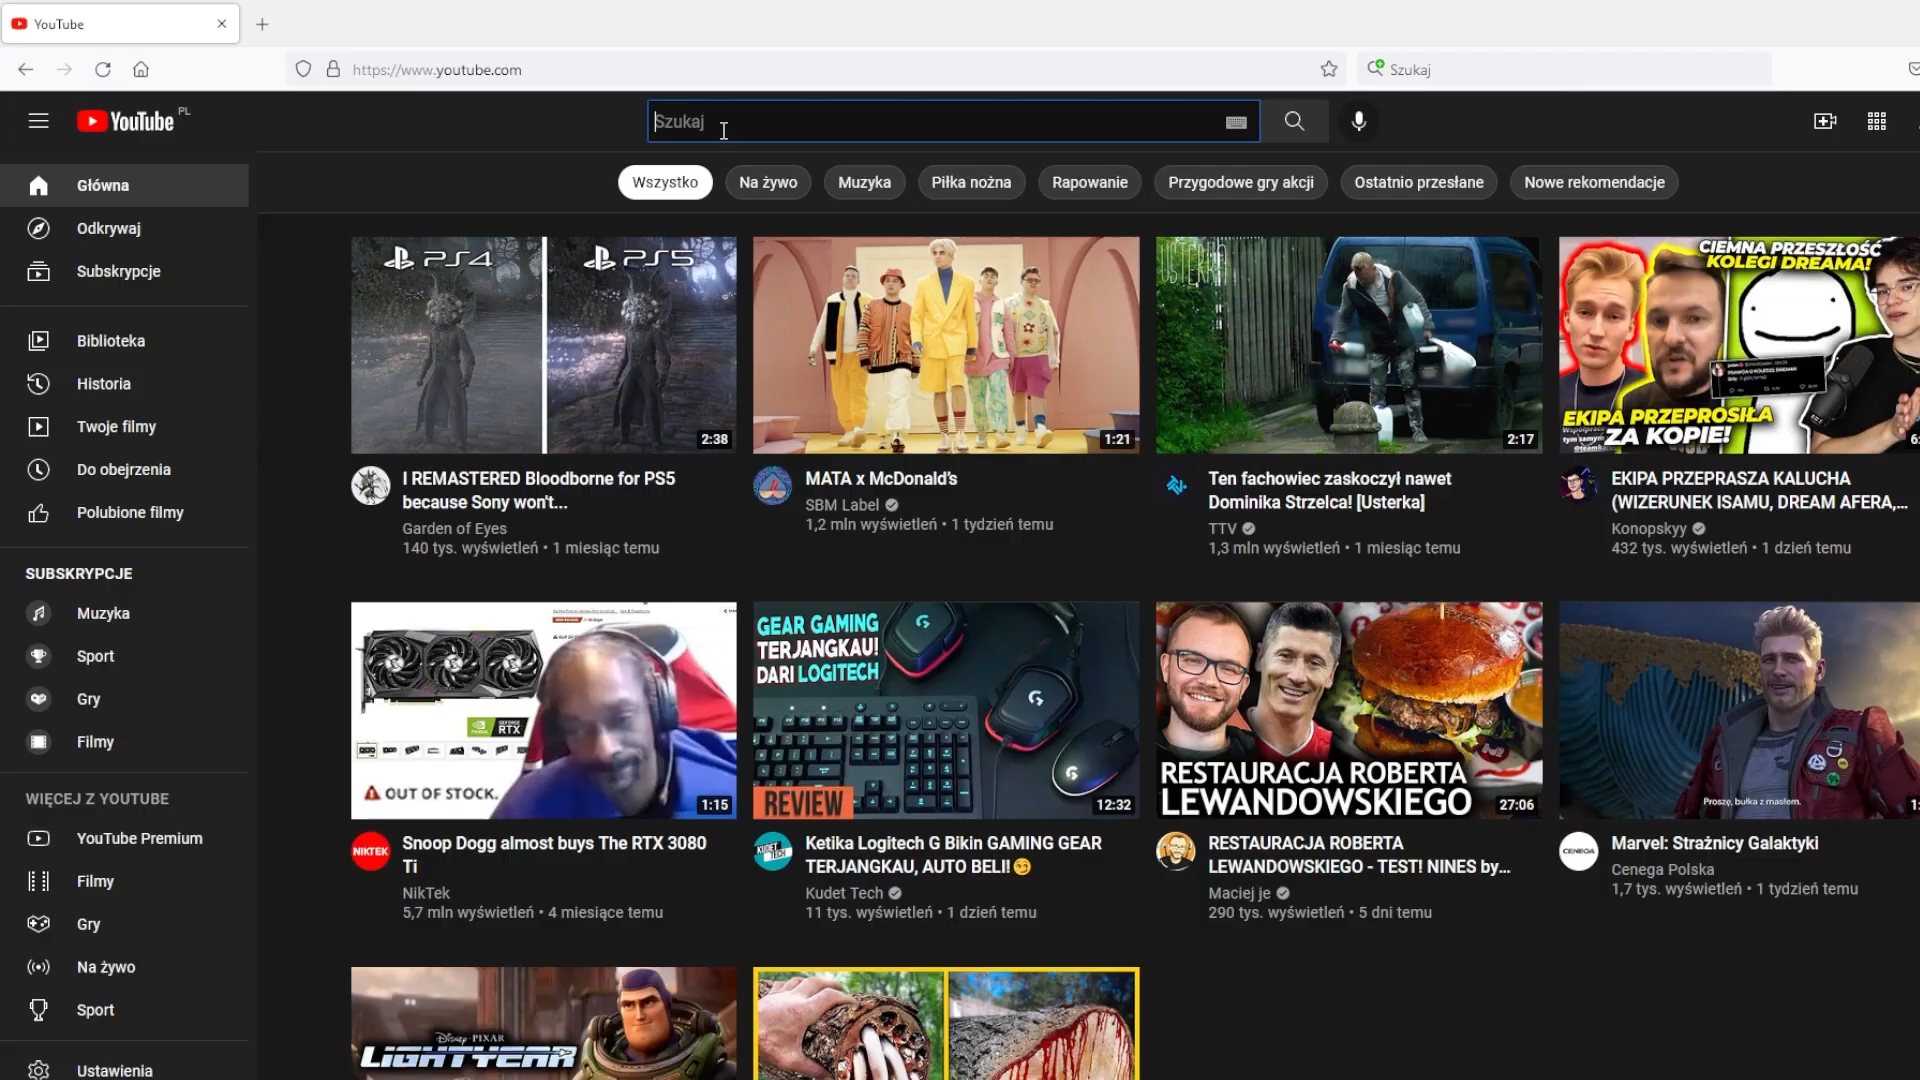 YouTube
https://www.youtube.com
Szukaj
YouTube PL
Szukaj
Główna
Odkrywaj
Subskrypcje
Biblioteka
Historia
Twoje filmy
Do obejrzenia
Polubione filmy
SUBSKRYPCJE
Muzyka
Sport
Gry
Filmy
WIĘCEJ Z YOUTUBE
YouTube Premium
Filmy
Gry
Na żywo
Sport
Ustawienia
Wszystko
Na żywo
Muzyka
Piłka nożna
Rapowanie
Przygodowe gry akcji
Ostatnio przesłane
Nowe rekomendacje
PS4
PS5
2:38
I REMASTERED Bloodborne for PS5
because Sony won't...
Garden of Eyes
140 tys. wyświetleń • 1 miesiąc temu
1:21
MATA x McDonald's
SBM Label
1,2 mln wyświetleń • 1 tydzień temu
USTERKA
2:17
Ten fachowiec zaskoczył nawet
Dominika Strzelca! [Usterka]
TTV
1,3 mln wyświetleń • 1 miesiąc temu
CIEMNA PRZESZŁOŚĆ
KOLEGI DREAMA!
EKIPA PRZEPROSIŁA
ZA KOPIE!
EKIPA PRZEPRASZA KALUCHA
(WIZERUNEK ISAMU, DREAM AFERA,...
Konopskyy
432 tys. wyświetleń • 1 dzień temu
NVIDIA
GEFORCE
RTX
OUT OF STOCK.
1:15
NIKTEK
Snoop Dogg almost buys The RTX 3080
Ti
NikTek
5,7 mln wyświetleń • 4 miesiące temu
GEAR GAMING
TERJANGKAU!
DARI LOGITECH
REVIEW
12:32
KUDET TECH
Ketika Logitech G Bikin GAMING GEAR
TERJANGKAU, AUTO BELI! 😏
Kudet Tech
11 tys. wyświetleń • 1 dzień temu
RESTAURACJA ROBERTA
LEWANDOWSKIEGO
27:06
RESTAURACJA ROBERTA
LEWANDOWSKIEGO - TEST! NINES by...
Maciej je
290 tys. wyświetleń • 5 dni temu
Proszę, bułka z masłem.
CENEGA
Marvel: Strażnicy Galaktyki
Cenega Polska
1,7 tys. wyświetleń • 1 tydzień temu
Disney • PIXAR
LIGHTYEAR